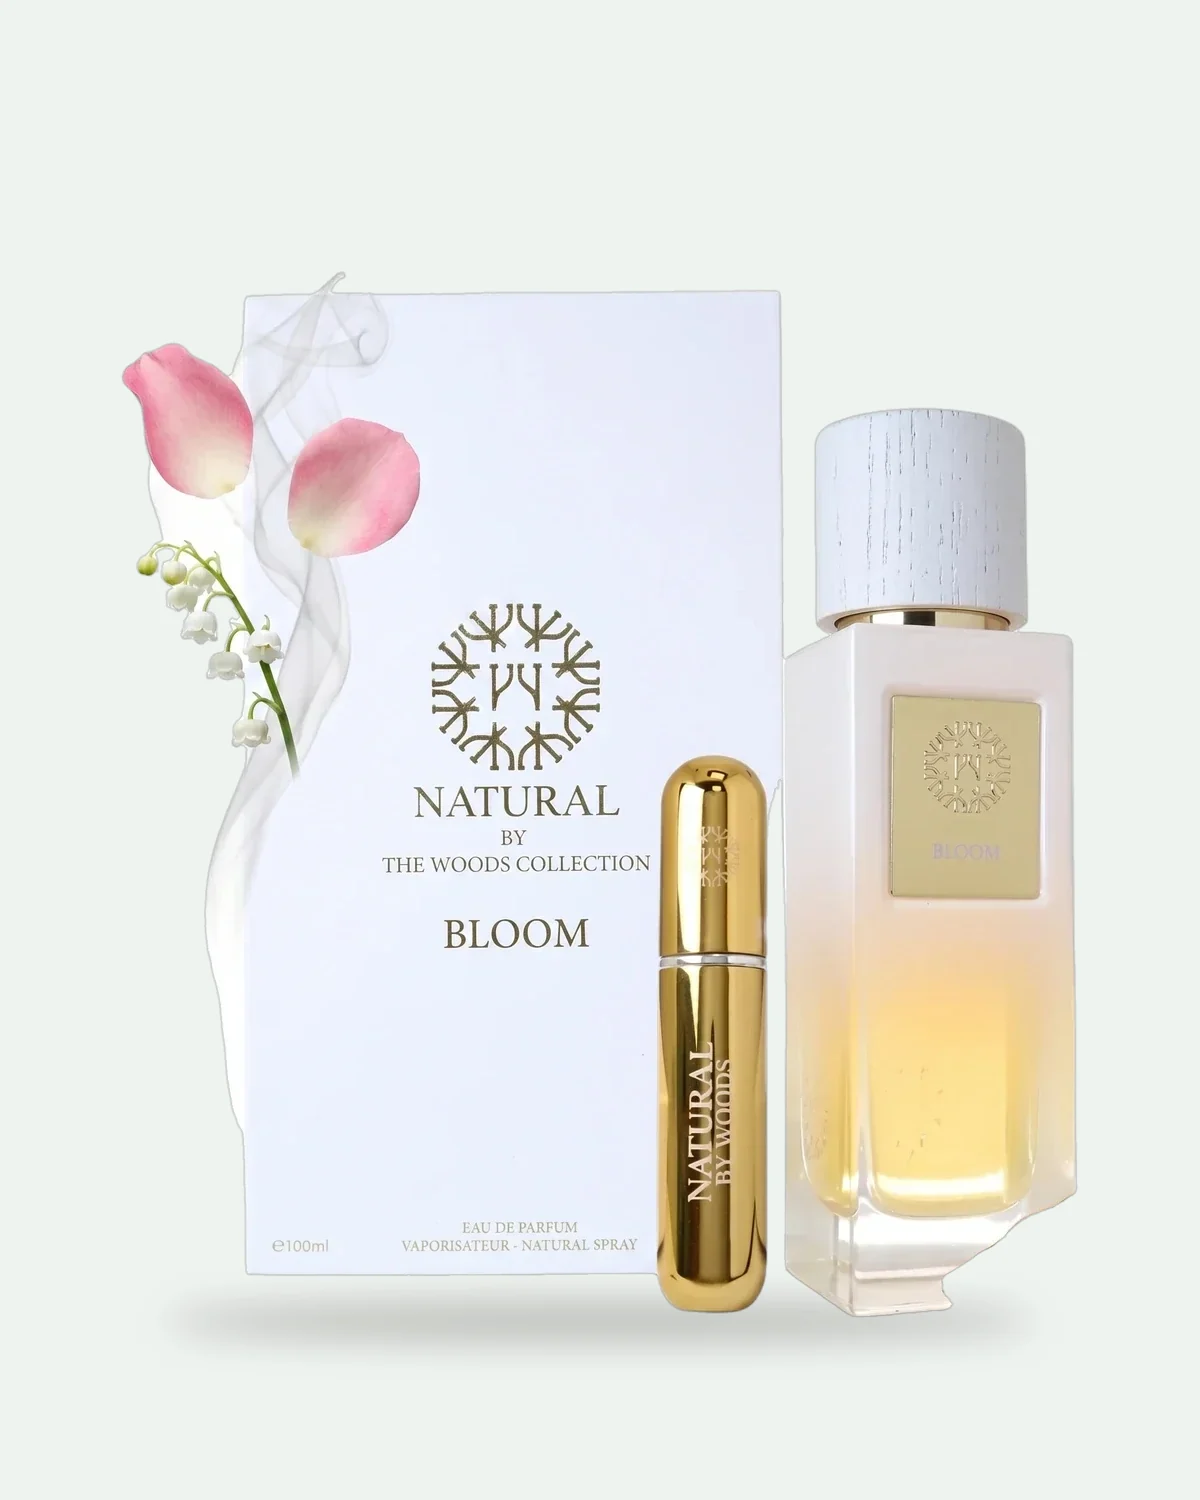 NATURAL
BY
THE WOODS COLLECTION
BLOOM
EAU DE PARFUM
VAPORISATEUR - NATURAL SPRAY
℮100ml
NATURAL
BY WOODS
BLOOM